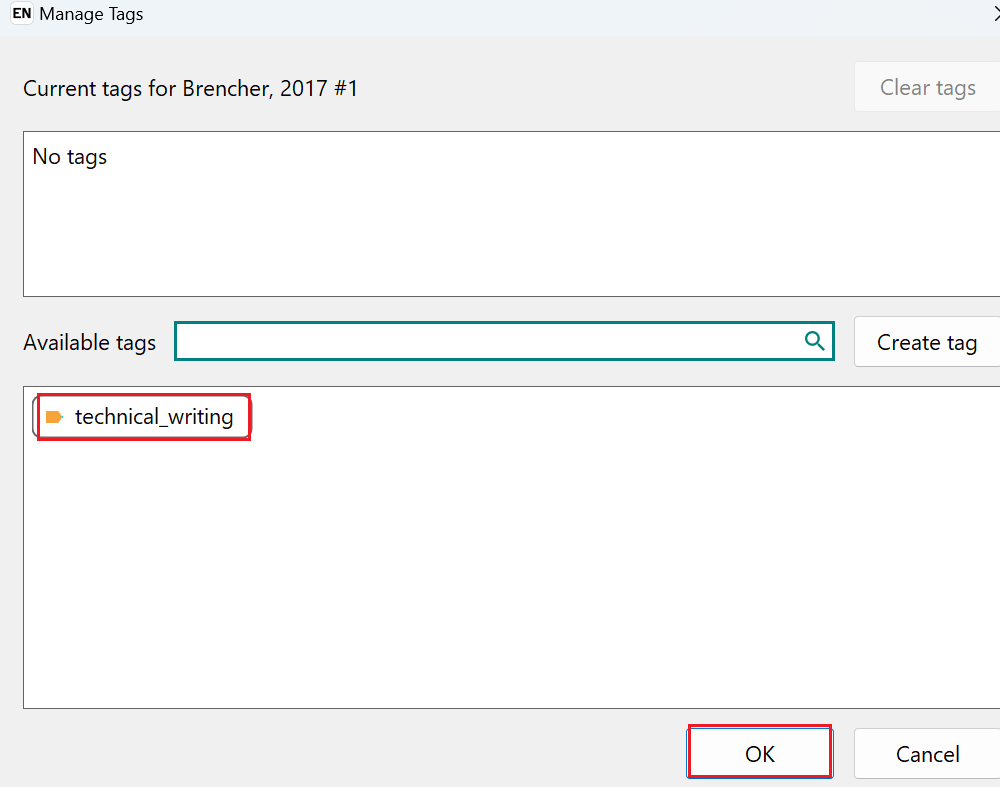 EN Manage Tags
Current tags for Brencher, 2017 #1
Clear tags
No tags
Available tags
Create tag
technical_writing
OK
Cancel